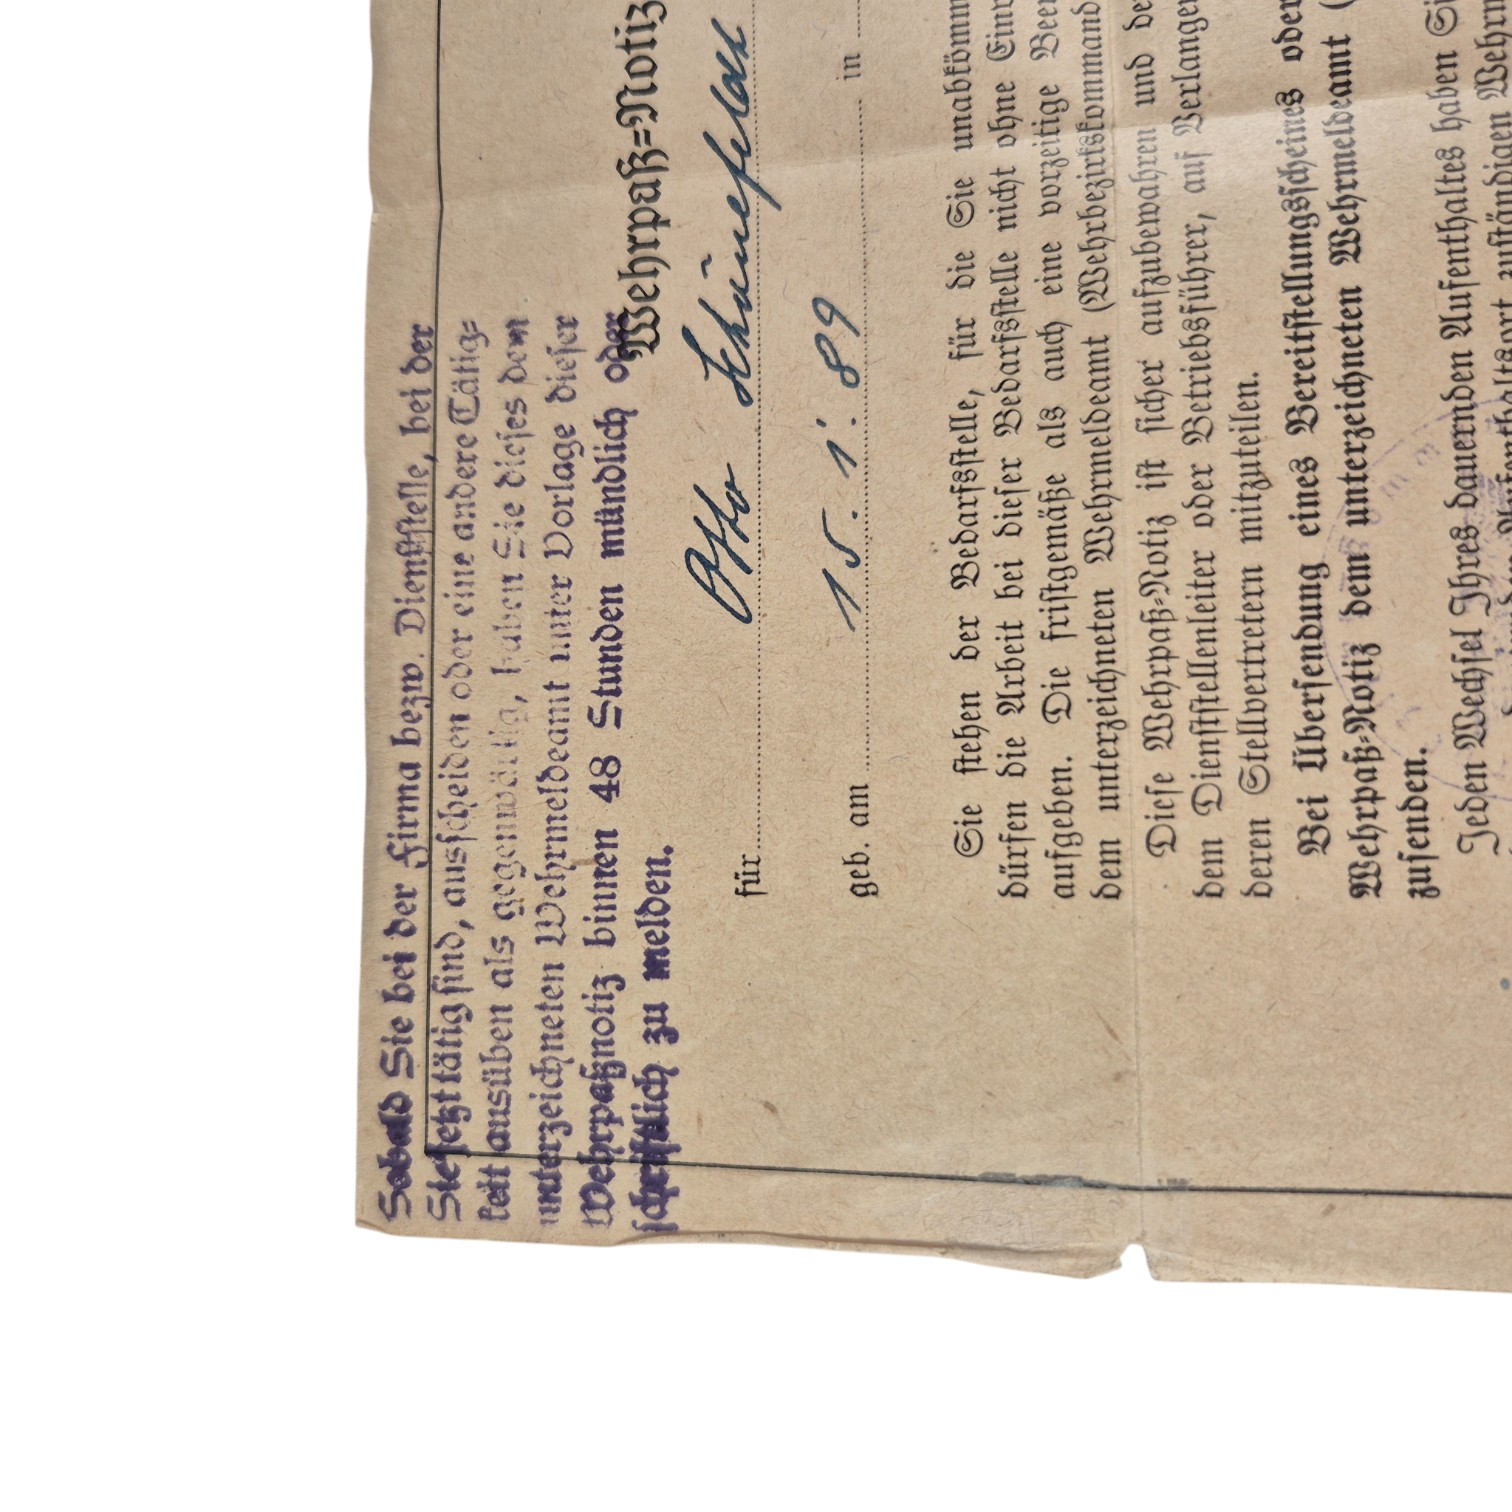 Sobald Sie bei der Firma bezw. Dienststelle, bei der
Sie jetzt tätig sind, ausscheiden oder eine andere Tätig=
keit ausüben als gegenwärtig, haben Sie dieses dem
unterzeichneten Wehrmeldeamt unter Vorlage dieser
Wehrpaßnotiz binnen 48 Stunden mündlich oder
schriftlich zu melden.
Wehrpaß=Notiz
für Otto
geb. am 15. 1. 89 in
Sie stehen der Bedarfsstelle, für die Sie unabkömm
dürfen die Arbeit bei dieser Bedarfsstelle nicht ohne
aufgeben. Die fristgemäße als auch eine vorzeitige
dem unterzeichneten Wehrmeldeamt (Wehrbezirkskommand
Diese Wehrpaß=Notiz ist sicher aufzubewahren und
dem Dienststellenleiter oder Betriebsführer, auf Verlangen
deren Stellvertretern mitzuteilen.
Bei Übersendung eines Bereitstellungsscheines oder
Wehrpaß=Notiz dem unterzeichneten Wehrmeldeamt (
zusenden.
Jeden Wechsel Ihres dauernden Aufenthaltes haben
zuständigen